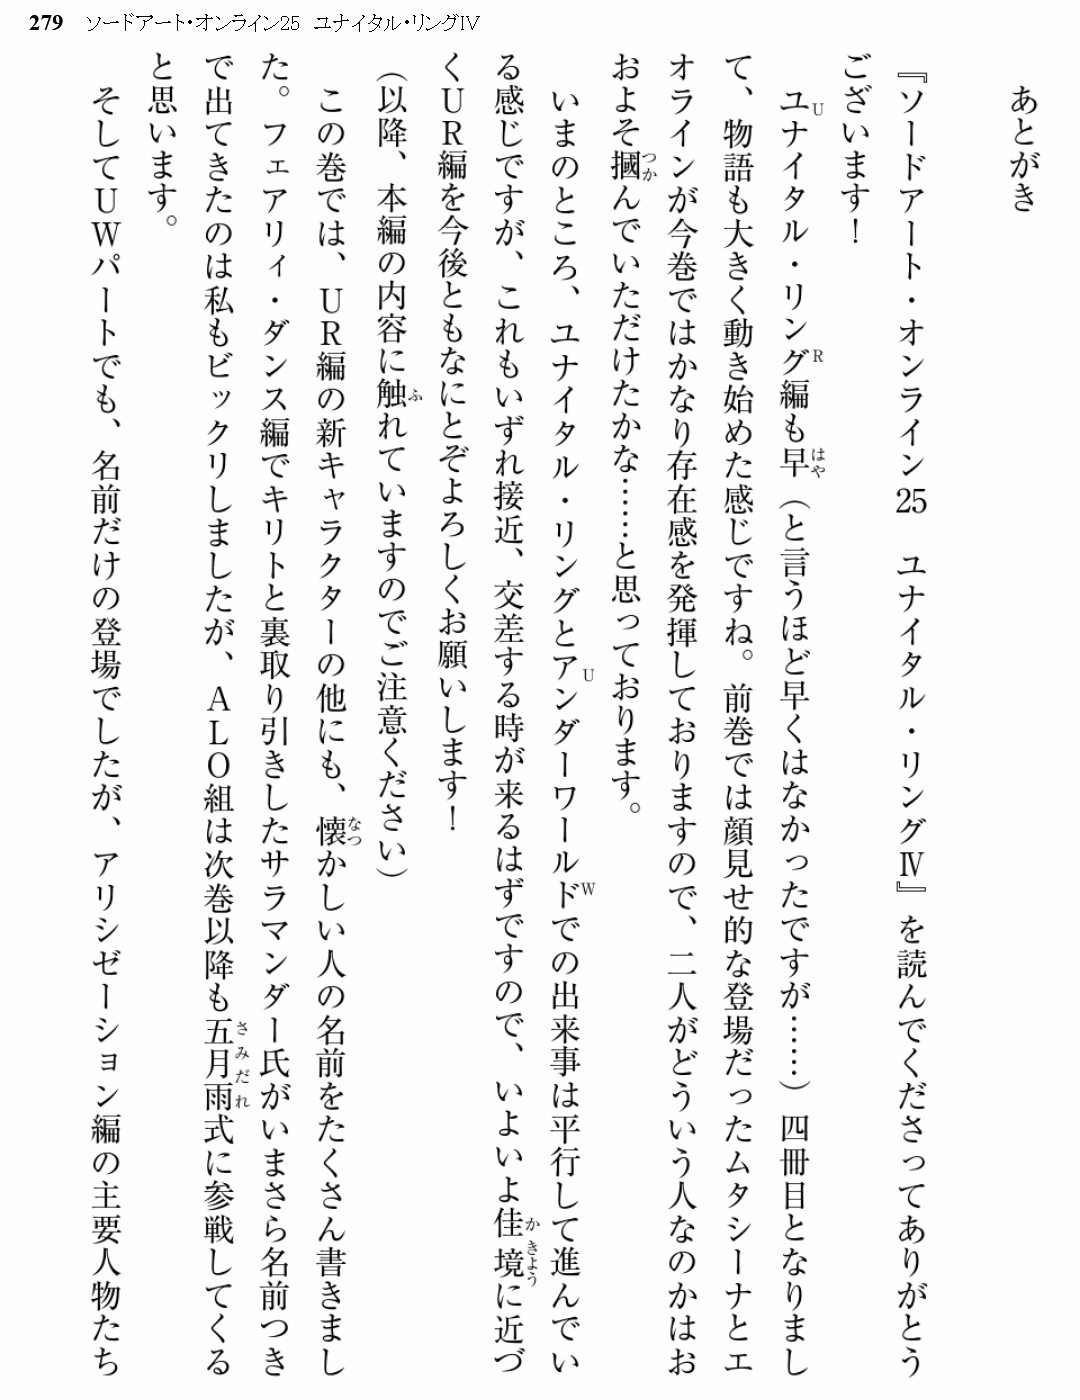 279 ソードアート・オンライン25 ユナイタル・リングⅣ
あとがき
『ソードアート・オンライン25 ユナイタル・リングⅣ』を読んでくださってありがとう
ございます！
ユナイタル・リング編も早（と言うほど早くはなかったですが……）四冊目となりまし
て、物語も大きく動き始めた感じですね。前巻では顔見せ的な登場だったムタシーナとエ
オラインが今巻ではかなり存在感を発揮しておりますので、二人がどういう人なのかはお
およそ摑んでいただけたかな……と思っております。
いまのところ、ユナイタル・リングとアンダーワールドでの出来事は平行して進んでい
る感じですが、これもいずれ接近、交差する時が来るはずですので、いよいよ佳境に近づ
くUR編を今後ともなにとぞよろしくお願いします！
（以降、本編の内容に触れていますのでご注意ください）
この巻では、UR編の新キャラクターの他にも、懐かしい人の名前をたくさん書きまし
た。フェアリィ・ダンス編でキリトと裏取り引きしたサラマンダー氏がいまさら名前つき
で出てきたのは私もビックリしましたが、ALO組は次巻以降も五月雨式に参戦してくる
と思います。
そしてUWパートでも、名前だけの登場でしたが、アリシゼーション編の主要人物たち